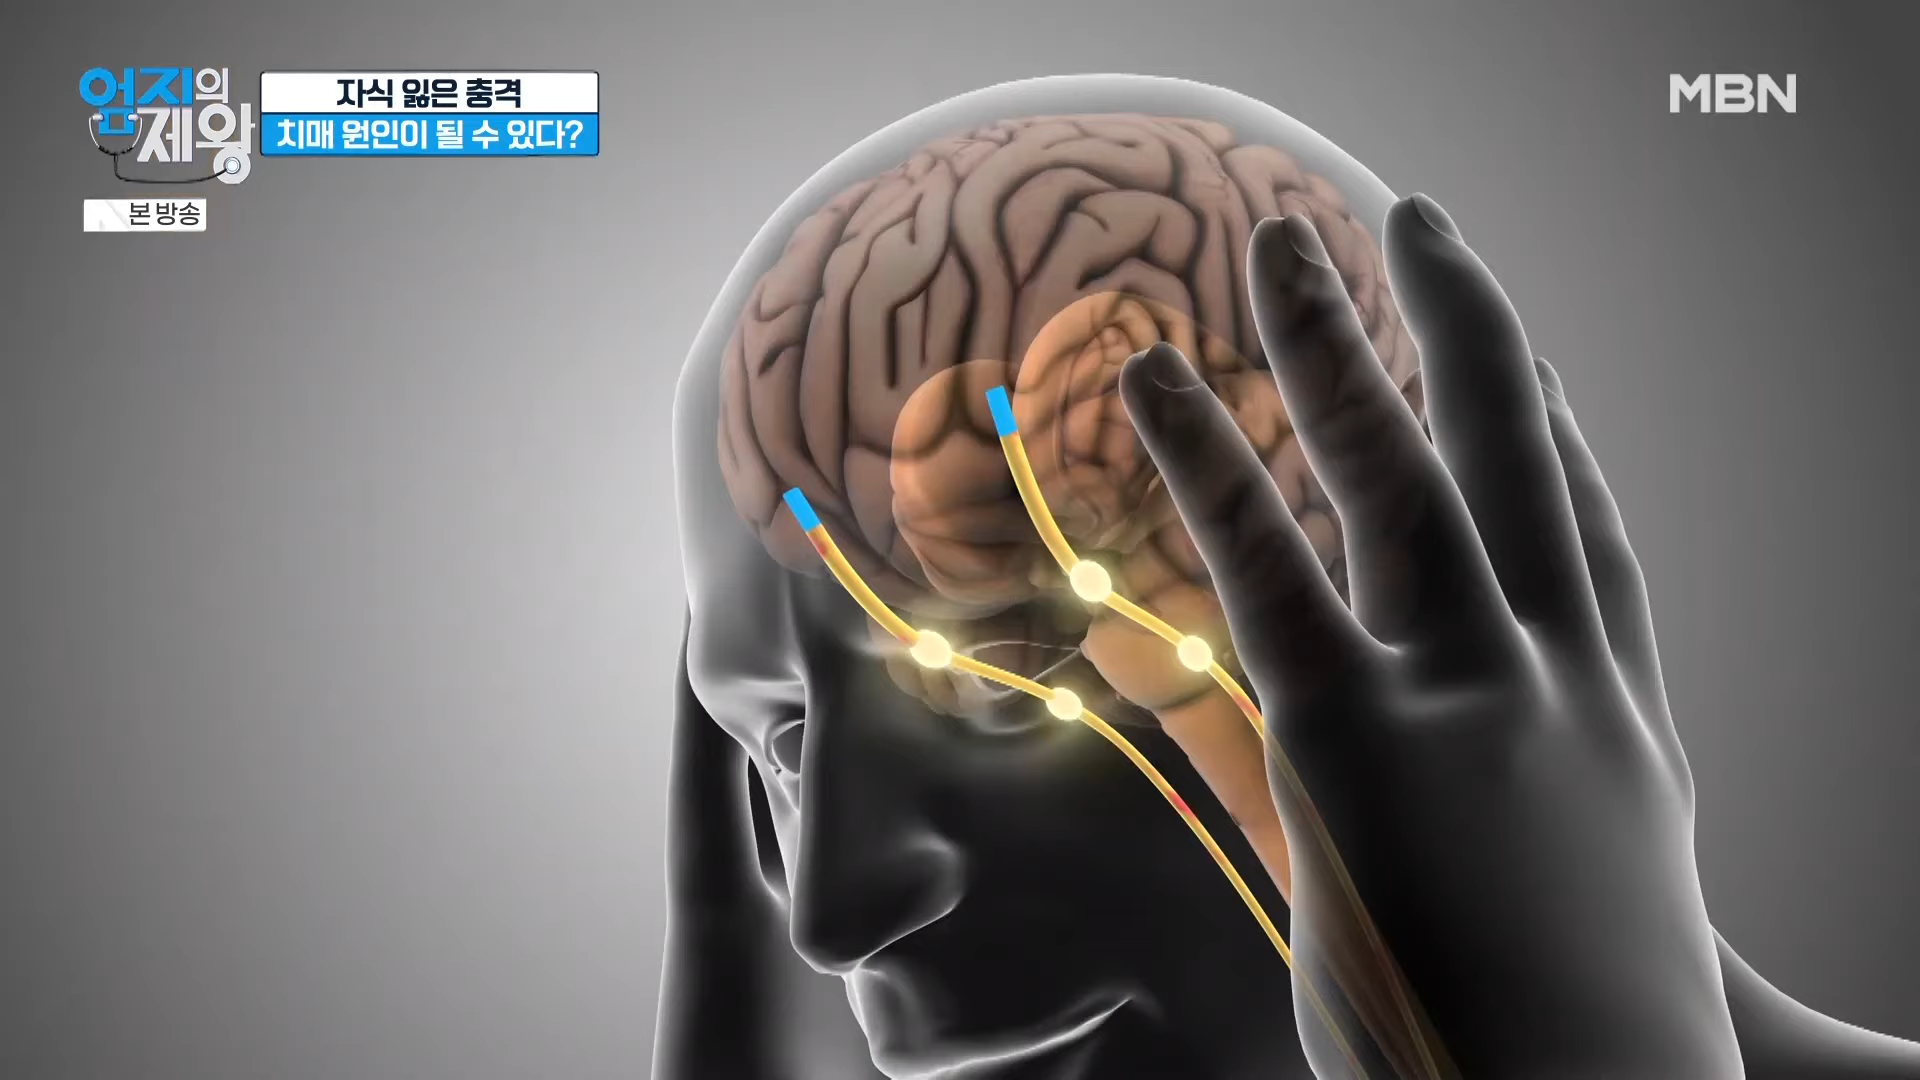 엄지의
제왕
자식 잃은 충격
치매 원인이 될 수 있다?
본 방송
MBN